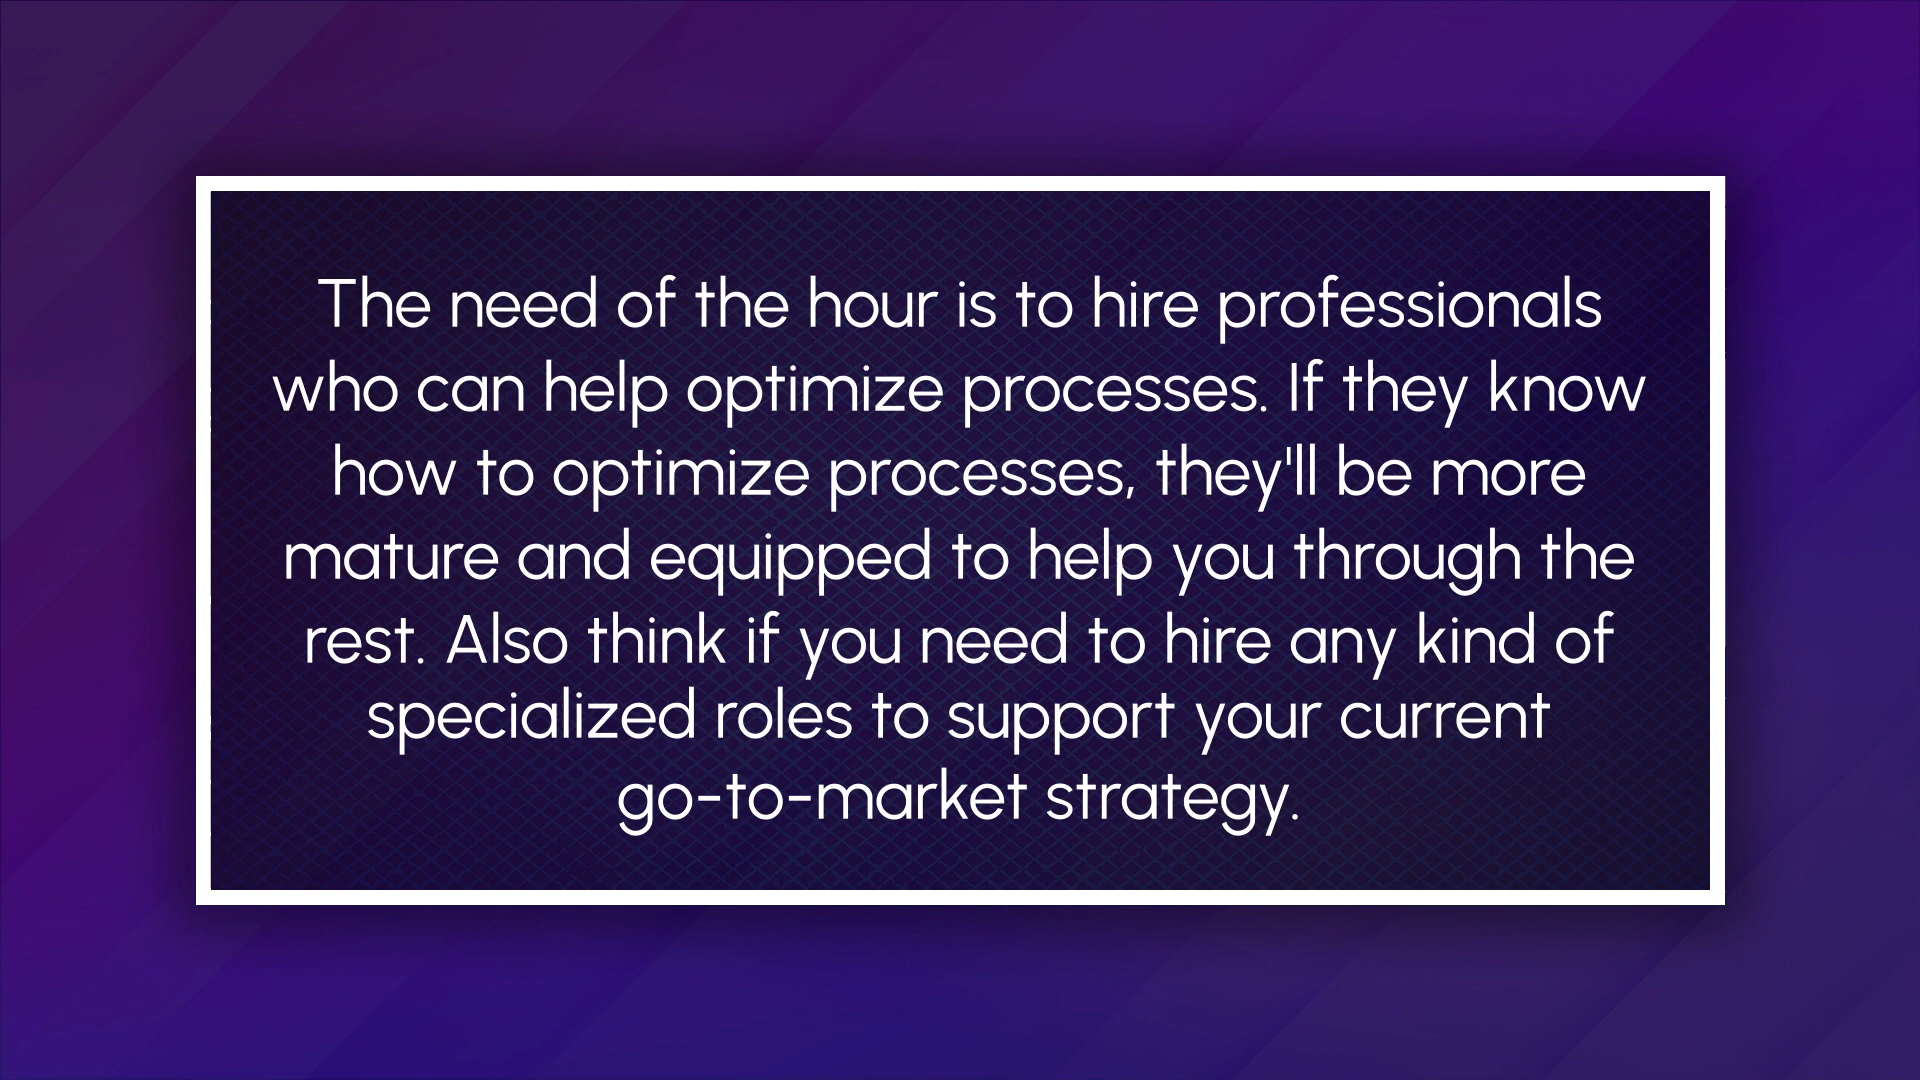 The need of the hour is to hire professionals
who can help optimize processes. If they know
how to optimize processes, they'll be more
mature and equipped to help you through the
rest. Also think if you need to hire any kind of
specialized roles to support your current
go-to-market strategy.